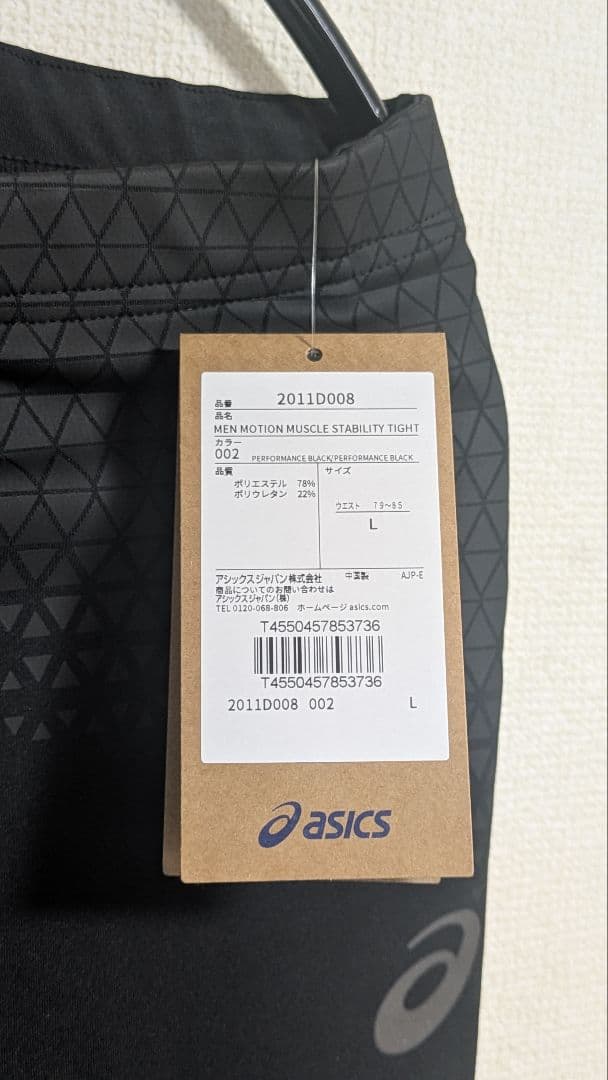 品番 2011D008
品名
MEN MOTION MUSCLE STABILITY TIGHT
カラー
002 PERFORMANCE BLACK/PERFORMANCE BLACK
品質
ポリエステル 78%
ポリウレタン 22%
サイズ
ウエスト 79~85
L
アシックスジャパン株式会社 中国製 AJP-E
商品についてのお問い合わせは
アシックスジャパン(株)
TEL 0120-068-806 ホームページ asics.com
T4550457853736
T4550457853736
2011D008 002 L
asics